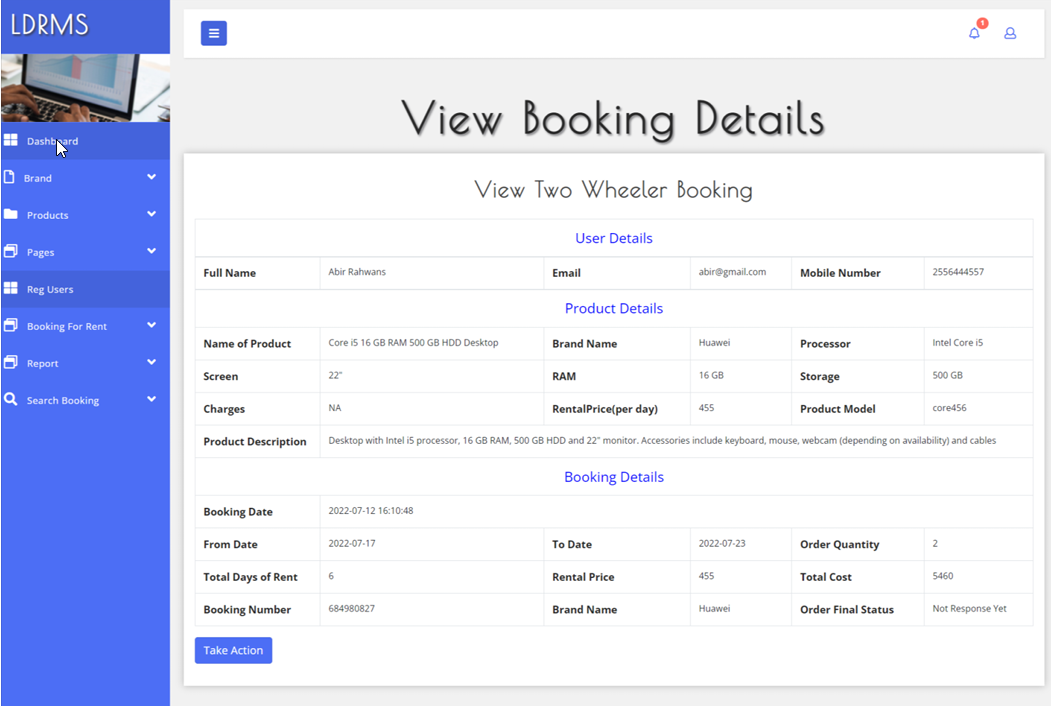 LDRMS
1
Dashboard
Brand
Products
Pages
Reg Users
Booking For Rent
Report
Search Booking
View Booking Details
View Two Wheeler Booking
User Details
Full Name Abir Rahwans Email abir@gmail.com Mobile Number 2556444557
Product Details
Name of Product Core i5 16 GB RAM 500 GB HDD Desktop Brand Name Huawei Processor Intel Core i5
Screen 22" RAM 16 GB Storage 500 GB
Charges NA RentalPrice(per day) 455 Product Model core456
Product Description Desktop with Intel i5 processor, 16 GB RAM, 500 GB HDD and 22" monitor. Accessories include keyboard, mouse, webcam (depending on availability) and cables
Booking Details
Booking Date 2022-07-12 16:10:48
From Date 2022-07-17 To Date 2022-07-23 Order Quantity 2
Total Days of Rent 6 Rental Price 455 Total Cost 5460
Booking Number 684980827 Brand Name Huawei Order Final Status Not Response Yet
Take Action